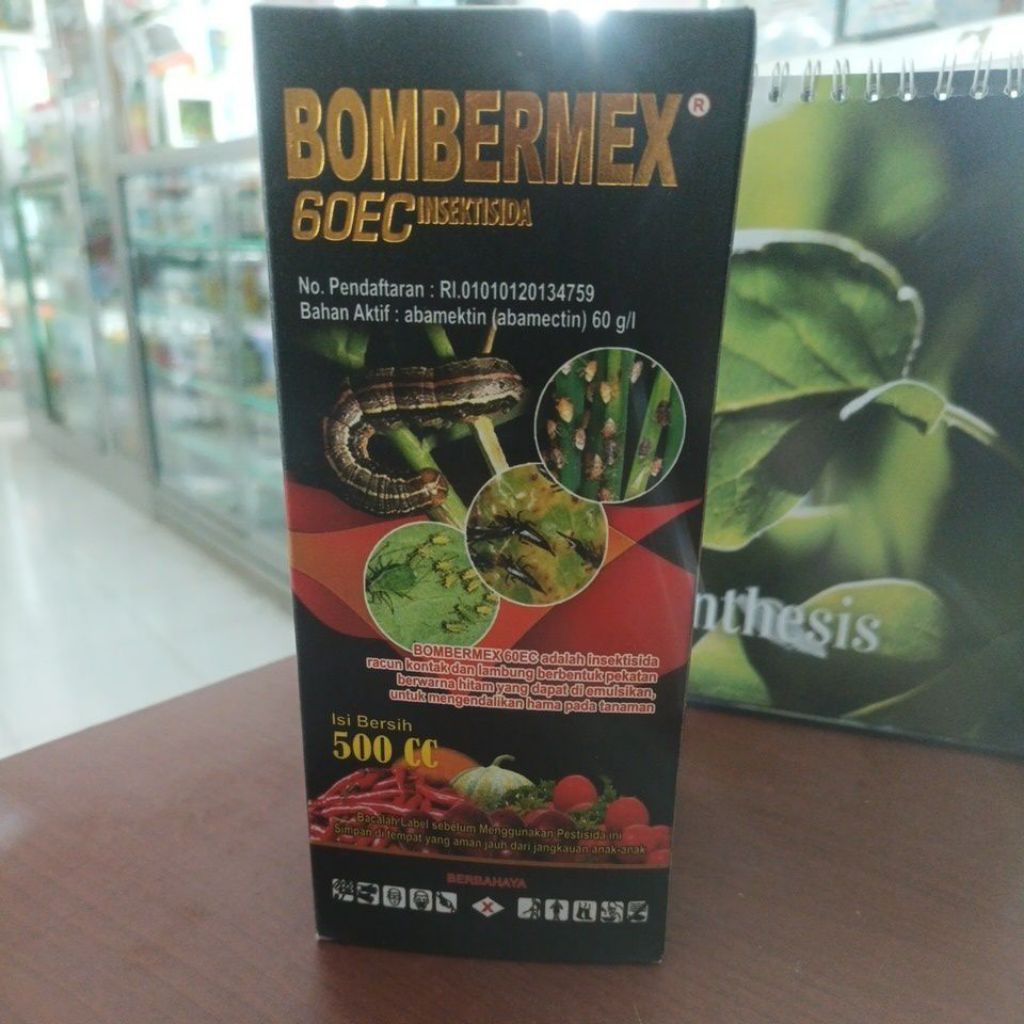 BOMBERMEX®
60EC INSEKTISIDA
No. Pendaftaran : RI.01010120134759
Bahan Aktif : abamektin (abamectin) 60 g/l
BOMBERMEX 60EC adalah insektisida
racun kontak dan lambung berbentuk pekatan
berwarna hitam yang dapat di emulsikan,
untuk mengendalikan hama pada tanaman
Isi Bersih
500 CC
Bacalah Label sebelum Menggunakan Pestisida ini
Simpan di tempat yang aman jauh dari jangkauan anak-anak
BERBAHAYA
nthesis